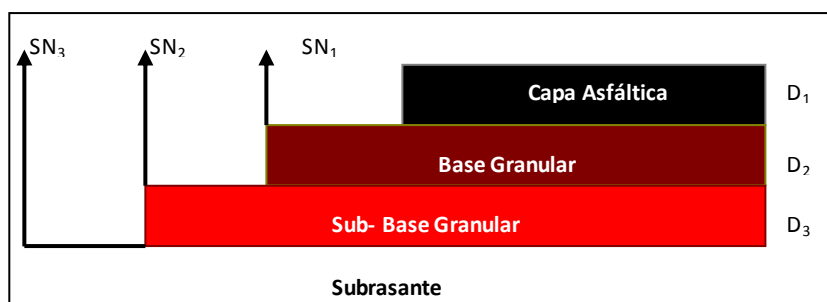 SN₃ SN₂ SN₁
Capa Asfáltica D₁
Base Granular D₂
Sub- Base Granular D₃
Subrasante